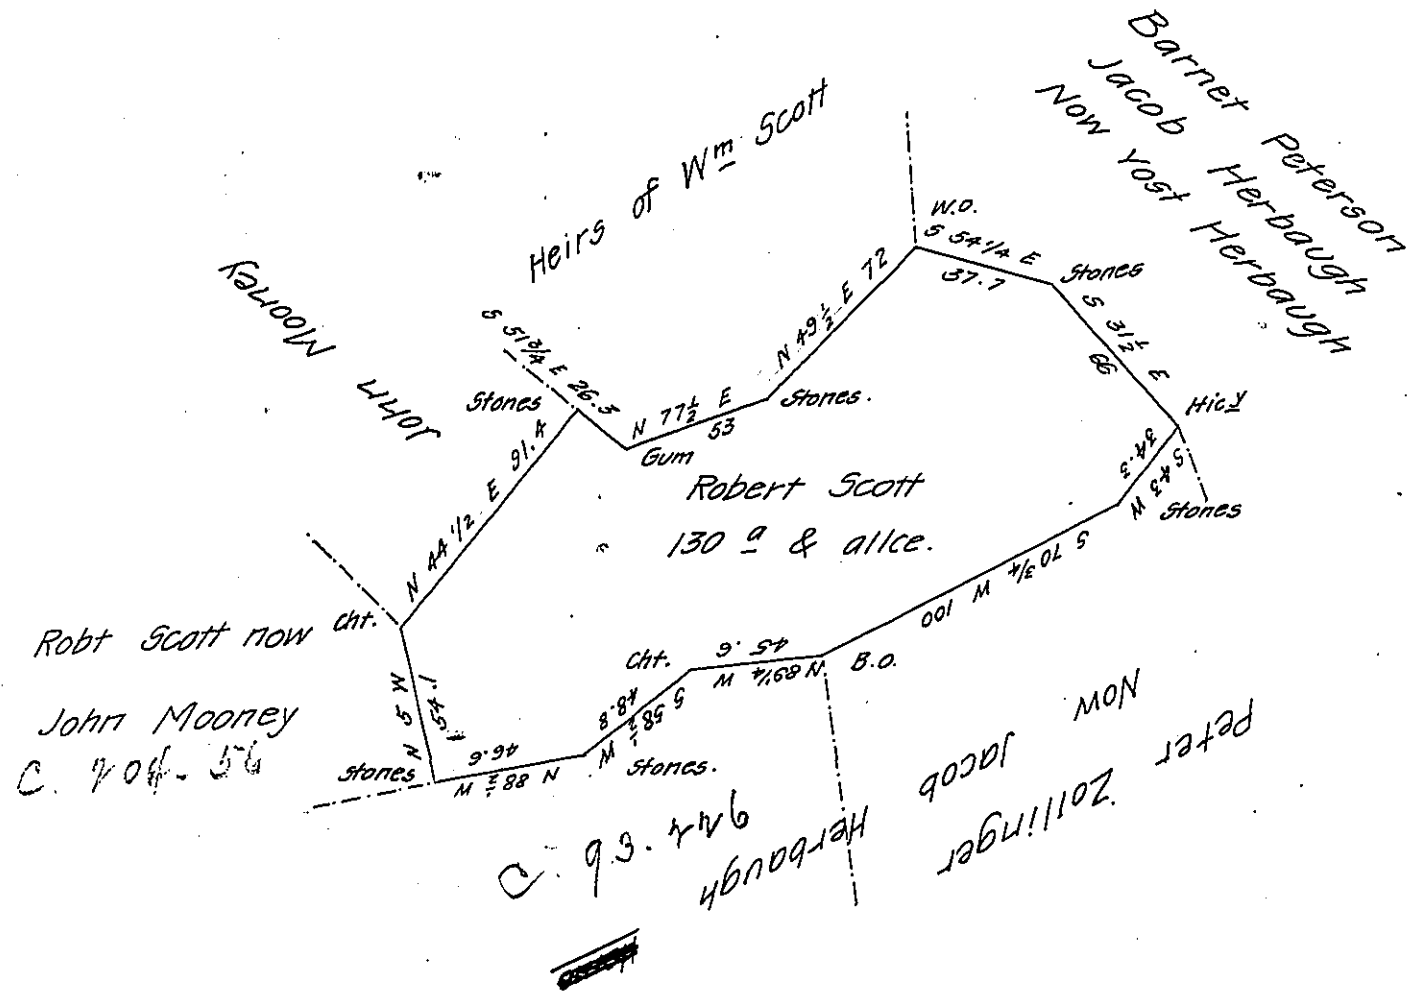 Barnet Peterson
Jacob Herbaugh
Now Yost Herbaugh
Heirs of Wm Scott
John Mooney
W.O.
S 54 1/4 E
37.7
Stones
S 31 1/2 E
66
Hicy
S 43 W
34.3
Stones
S 70 3/4 W 100
B.O.
N 89 1/4 W
45.6
Cht.
S 58 1/2 W
48.8
Stones.
N 88 1/2 W
46.6
Stones
N 9 W
54.1
Cht.
N 44 1/2 E 91.4
Stones
S 51 3/4 E 26.3
Gum
N 77 1/2 E
53
Stones.
N 49 1/2 E 72
Robert Scott
130 a & allce.
Robt Scott now
John Mooney
C.
56
Peter Zollinger
Now Jacob Herbaugh
C. 93.